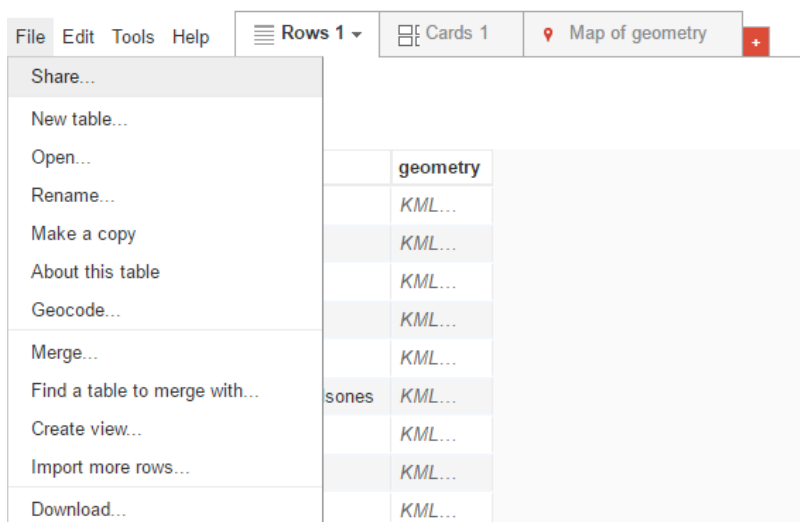 File Edit Tools Help Rows 1 Cards 1 Map of geometry +
Share...
New table...
Open... geometry
Rename... KML...
Make a copy KML...
About this table KML...
Geocode... KML...
Merge... KML...
Find a table to merge with... lsones KML...
Create view... KML...
Import more rows... KML...
Download... KML...